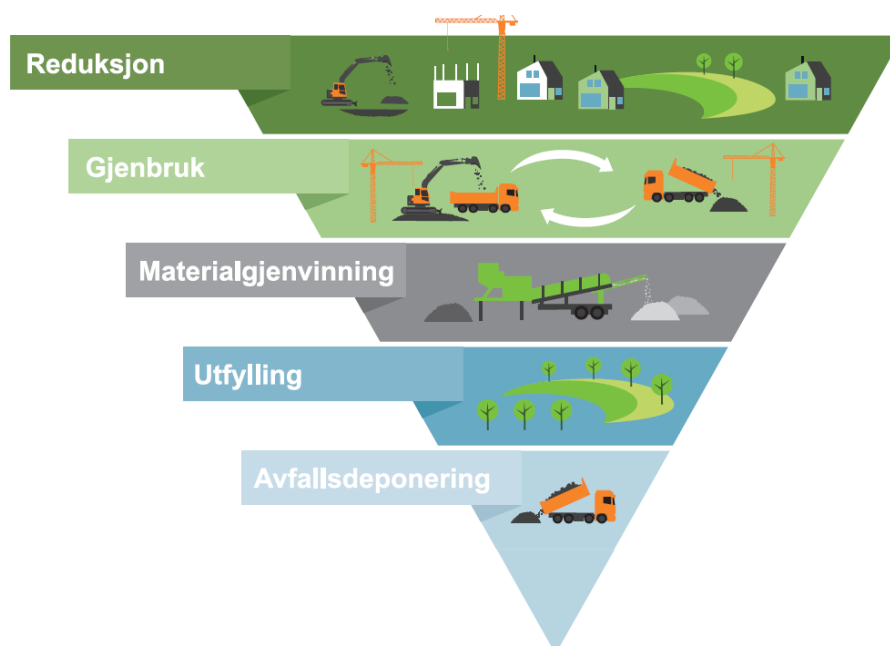 Reduksjon
Gjenbruk
Materialgjenvinning
Utfylling
Avfallsdeponering